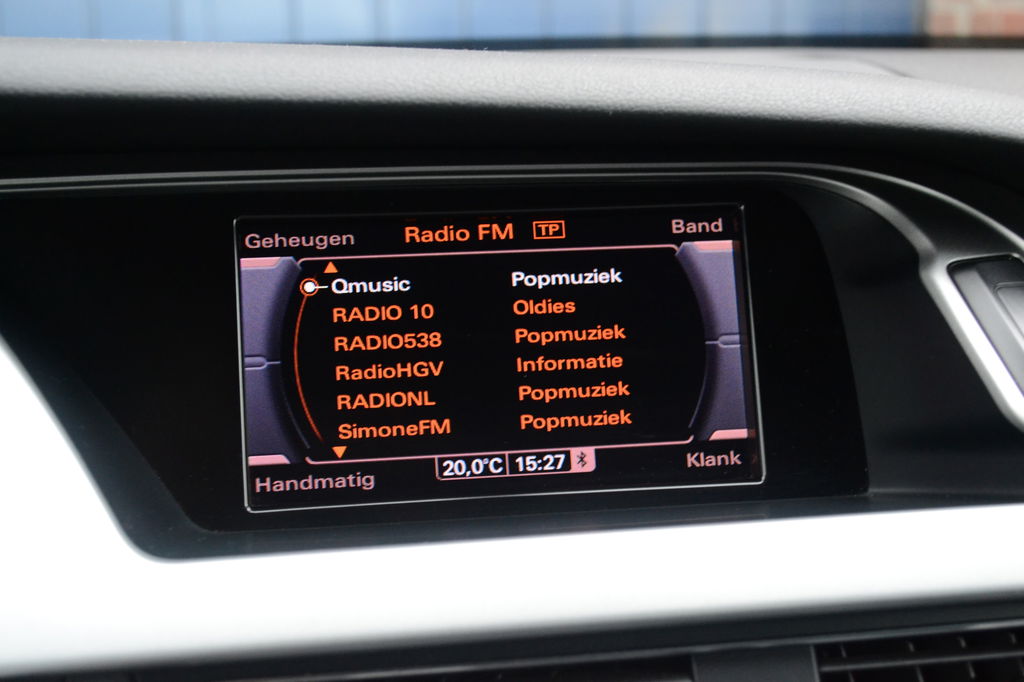 Geheugen Radio FM TP Band
Qmusic Popmuziek
RADIO 10 Oldies
RADIO538 Popmuziek
RadioHGV Informatie
RADIONL Popmuziek
SimoneFM Popmuziek
Handmatig 20,0°C 15:27 Klank